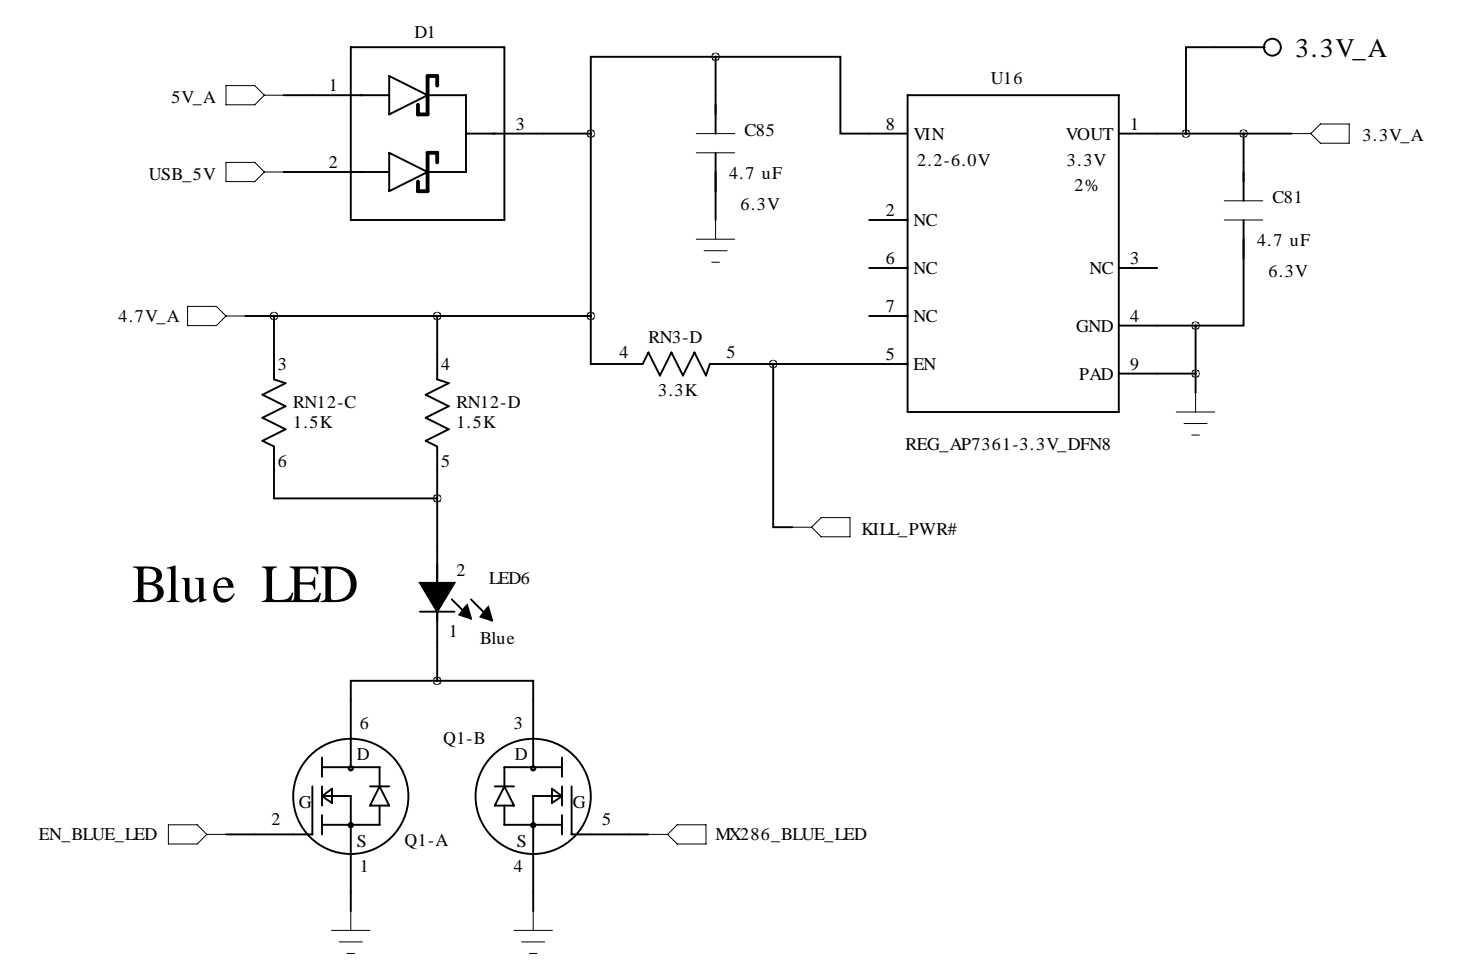 D1
5V_A
1
USB_5V
2
3
C85
4.7 uF
6.3V
U16
8
VIN
2.2-6.0V
2
NC
6
NC
7
NC
5
EN
VOUT
1
3.3V
2%
NC
3
GND
4
PAD
9
REG_AP7361-3.3V_DFN8
3.3V_A
3.3V_A
C81
4.7 uF
6.3V
4.7V_A
RN3-D
4
5
3.3K
KILL_PWR#
3
RN12-C
1.5K
6
4
RN12-D
1.5K
5
Blue LED
2
LED6
1
Blue
6
D
G
S
Q1-A
2
1
EN_BLUE_LED
3
Q1-B
D
G
S
5
4
MX286_BLUE_LED